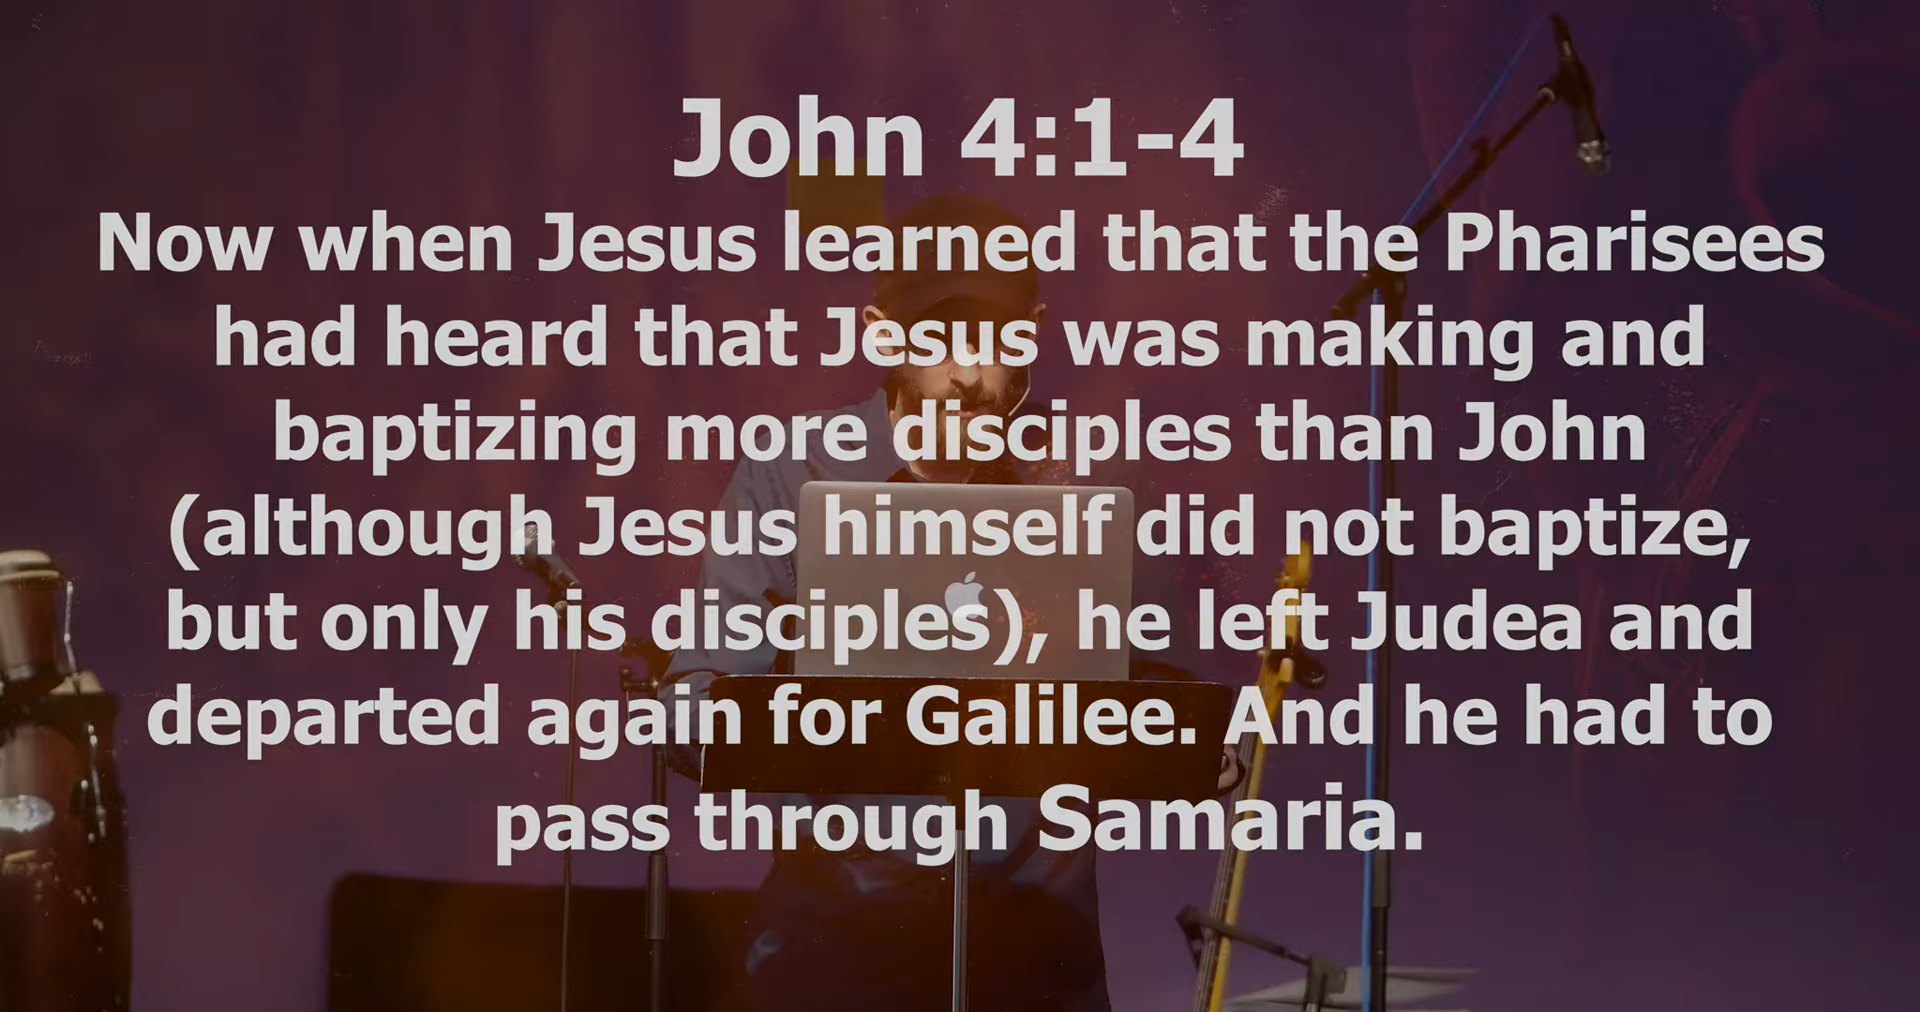 John 4:1-4
Now when Jesus learned that the Pharisees
had heard that Jesus was making and
baptizing more disciples than John
(although Jesus himself did not baptize,
but only his disciples), he left Judea and
departed again for Galilee. And he had to
pass through Samaria.